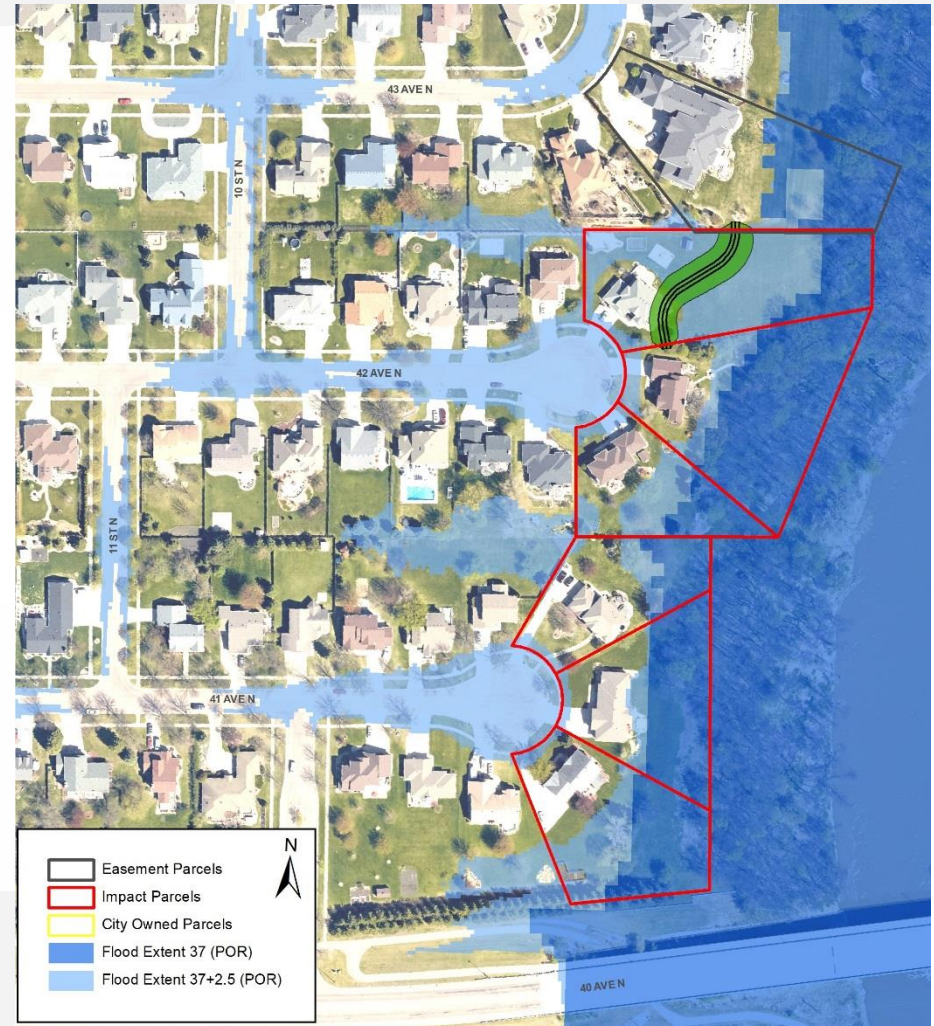 43 AVE N
10 ST N
42 AVE N
11 ST N
41 AVE N
40 AVE N
N
Easement Parcels
Impact Parcels
City Owned Parcels
Flood Extent 37 (POR)
Flood Extent 37+2.5 (POR)